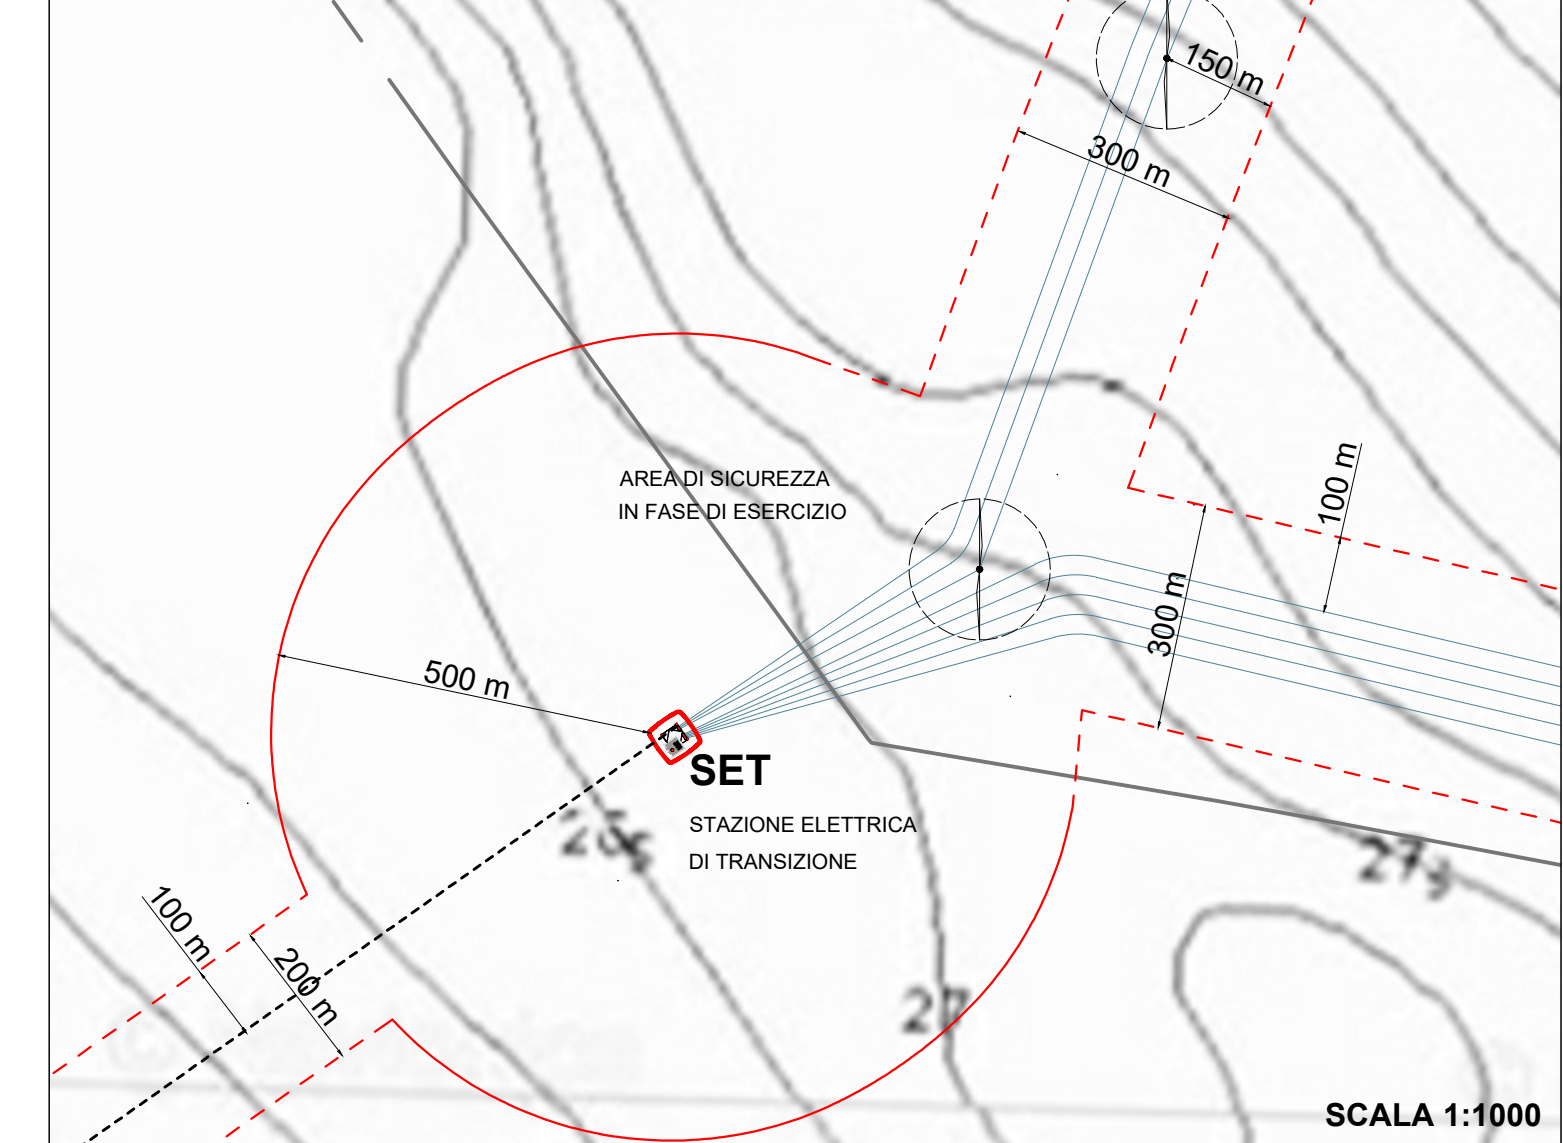 150 m
300 m
AREA DI SICUREZZA
IN FASE DI ESERCIZIO
100 m
300 m
500 m
SET
STAZIONE ELETTRICA
DI TRANSIZIONE
100 m
200 m
27
SCALA 1:1000